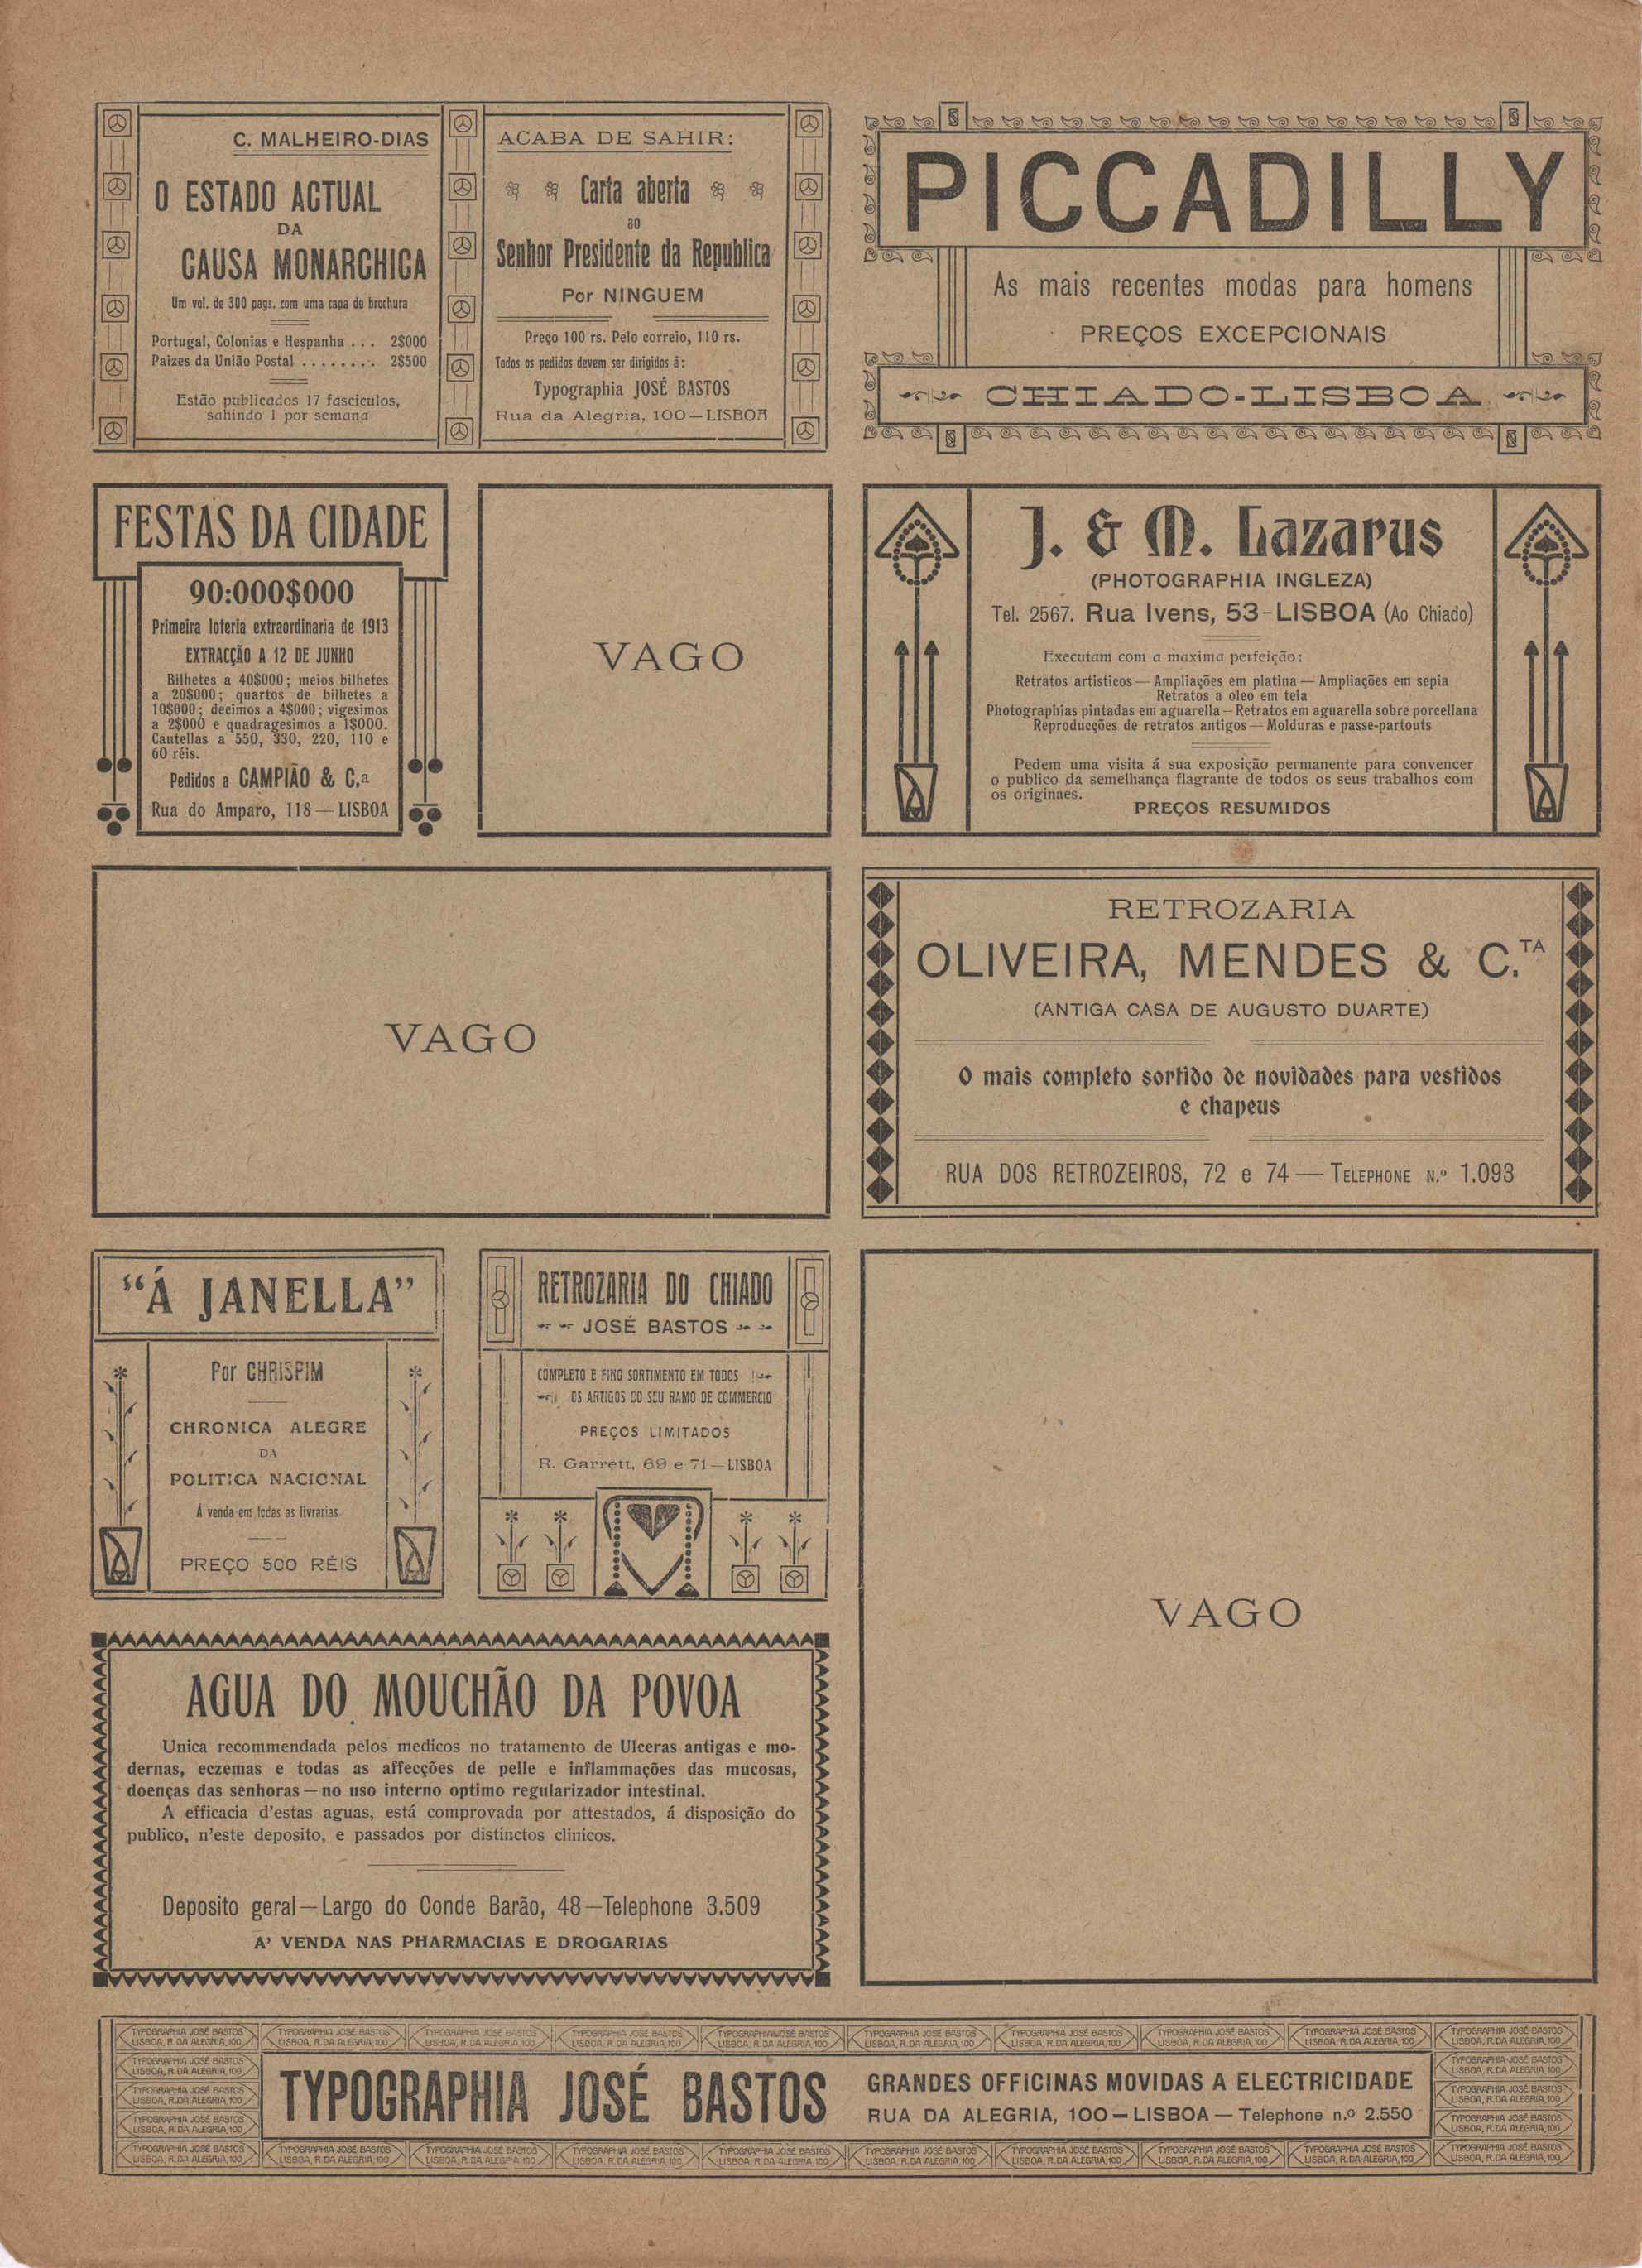 C. MALHEIRO-DIAS
O ESTADO ACTUAL
DA
CAUSA MONARCHICA
Um vol. de 300 pags. com uma capa de brochura
Portugal, Colonias e Hespanha . . . 2$000
Paizes da União Postal . . . . . . . . 2$500
Estão publicados 17 fasciculos,
sahindo 1 por semana
ACABA DE SAHIR:
Carta aberta
ao
Senhor Presidente da Republica
Por NINGUEM
Preço 100 rs. Pelo correio, 110 rs.
Todos os pedidos devem ser dirigidos á:
Typographia JOSÉ BASTOS
Rua da Alegria, 100—LISBOA
PICCADILLY
As mais recentes modas para homens
PREÇOS EXCEPCIONAIS
CHIADO-LISBOA
FESTAS DA CIDADE
90:000$000
Primeira loteria extraordinaria de 1913
EXTRACÇÃO A 12 DE JUNHO
Bilhetes a 40$000; meios bilhetes
a 20$000; quartos de bilhetes a
10$000; decimos a 4$000; vigesimos
a 2$000 e quadragesimos a 1$000.
Cautellas a 550, 330, 220, 110 e
60 réis.
Pedidos a CAMPIÃO & C.ª
Rua do Amparo, 118—LISBOA
VAGO
J. & M. Lazarus
(PHOTOGRAPHIA INGLEZA)
Tel. 2567. Rua Ivens, 53-LISBOA (Ao Chiado)
Executam com a maxima perfeição:
Retratos artisticos—Ampliações em platina—Ampliações em sepia
Retratos a oleo em tela
Photographias pintadas em aguarella—Retratos em aguarella sobre porcellana
Reproducções de retratos antigos—Molduras e passe-partouts
Pedem uma visita á sua exposição permanente para convencer
o publico da semelhança flagrante de todos os seus trabalhos com
os originaes.
PREÇOS RESUMIDOS
VAGO
RETROZARIA
OLIVEIRA, MENDES & C.TA
(ANTIGA CASA DE AUGUSTO DUARTE)
O mais completo sortido de novidades para vestidos
e chapeus
RUA DOS RETROZEIROS, 72 e 74—TELEPHONE N.º 1.093
"Á JANELLA"
Por CHRISPIM
CHRONICA ALEGRE
DA
POLITICA NACIONAL
Á venda em todas as livrarias
PREÇO 500 RÉIS
RETROZARIA DO CHIADO
JOSÉ BASTOS
COMPLETO E FINO SORTIMENTO EM TODOS
OS ARTIGOS DO SEU RAMO DE COMMERCIO
PREÇOS LIMITADOS
R. Garrett, 69 e 71—LISBOA
VAGO
AGUA DO MOUCHÃO DA POVOA
Unica recommendada pelos medicos no tratamento de Ulceras antigas e mo-
dernas, eczemas e todas as affecções de pelle e inflammações das mucosas,
doenças das senhoras—no uso interno optimo regularizador intestinal.
A efficacia d'estas aguas, está comprovada por attestados, á disposição do
publico, n'este deposito, e passados por distinctos clinicos.
Deposito geral—Largo do Conde Barão, 48—Telephone 3.509
A' VENDA NAS PHARMACIAS E DROGARIAS
TYPOGRAPHIA JOSÉ BASTOS
LISBOA, R. DA ALEGRIA, 100
TYPOGRAPHIA JOSÉ BASTOS
GRANDES OFFICINAS MOVIDAS A ELECTRICIDADE
RUA DA ALEGRIA, 100—LISBOA—Telephone n.º 2.550